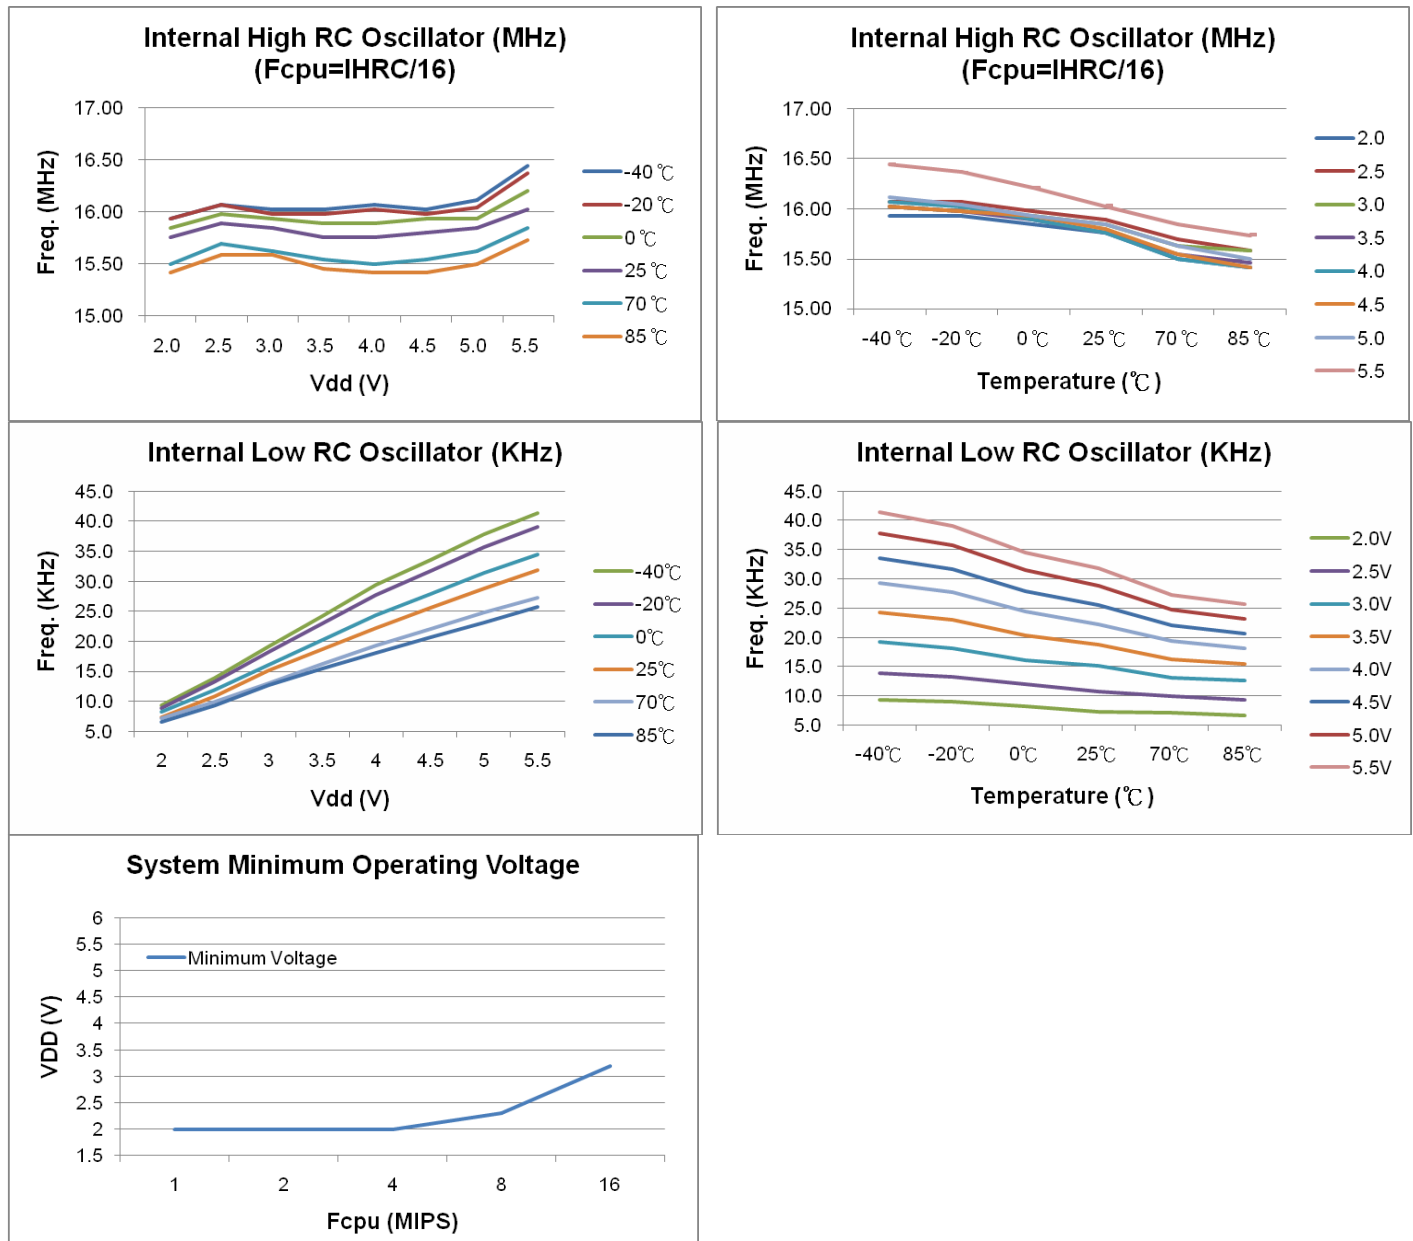 Internal High RC Oscillator (MHz)
(Fcpu=IHRC/16)
Freq. (MHz)
17.00
16.50
16.00
15.50
15.00
2.0 2.5 3.0 3.5 4.0 4.5 5.0 5.5
Vdd (V)
-40℃
-20℃
0℃
25℃
70℃
85℃
Internal High RC Oscillator (MHz)
(Fcpu=IHRC/16)
Freq. (MHz)
17.00
16.50
16.00
15.50
15.00
-40℃ -20℃ 0℃ 25℃ 70℃ 85℃
Temperature (℃)
2.0
2.5
3.0
3.5
4.0
4.5
5.0
5.5
Internal Low RC Oscillator (KHz)
Freq. (KHz)
45.0
40.0
35.0
30.0
25.0
20.0
15.0
10.0
5.0
2 2.5 3 3.5 4 4.5 5 5.5
Vdd (V)
-40℃
-20℃
0℃
25℃
70℃
85℃
Internal Low RC Oscillator (KHz)
Freq. (KHz)
45.0
40.0
35.0
30.0
25.0
20.0
15.0
10.0
5.0
-40℃ -20℃ 0℃ 25℃ 70℃ 85℃
Temperature (℃)
2.0V
2.5V
3.0V
3.5V
4.0V
4.5V
5.0V
5.5V
System Minimum Operating Voltage
VDD (V)
6
5.5
5
4.5
4
3.5
3
2.5
2
1.5
Minimum Voltage
1 2 4 8 16
Fcpu (MIPS)